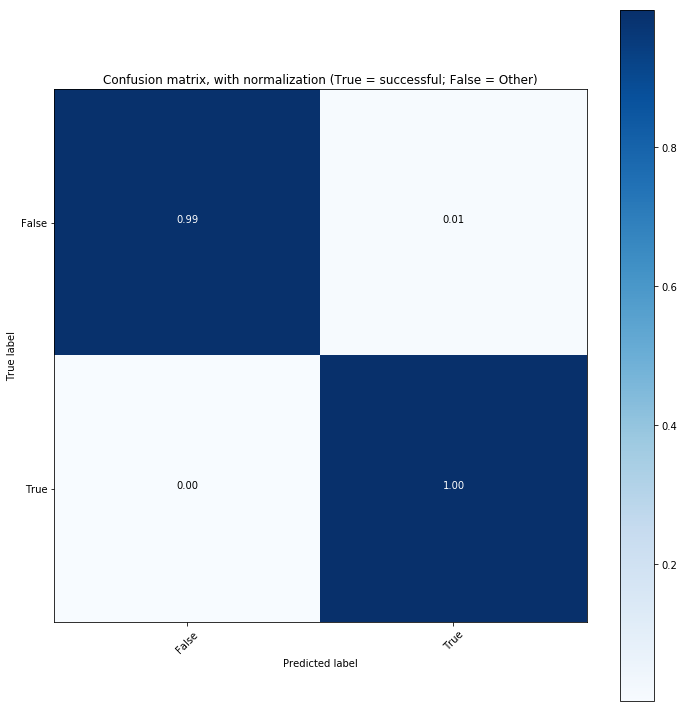 Confusion matrix, with normalization (True = successful; False = Other)
0.99
0.01
0.00
1.00
False
True
True label
False
True
Predicted label
0.8
0.6
0.4
0.2